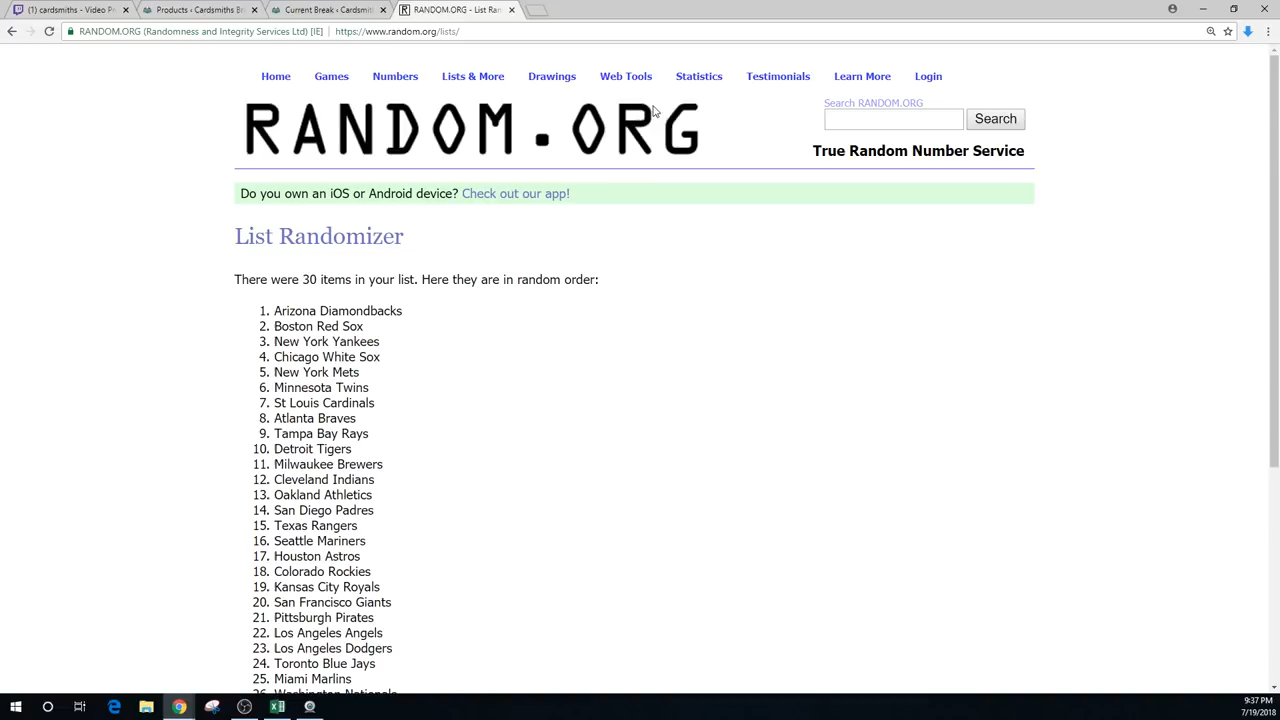 (1) cardsmiths - Video P
Products ‹ Cardsmiths Br
Current Break ‹ Cardsmit
RANDOM.ORG - List Ran
RANDOM.ORG (Randomness and Integrity Services Ltd) [IE]
https://www.random.org/lists/
Home Games Numbers Lists & More Drawings Web Tools Statistics Testimonials Learn More Login
RANDOM.ORG
Search RANDOM.ORG
Search
True Random Number Service
Do you own an iOS or Android device? Check out our app!
List Randomizer
There were 30 items in your list. Here they are in random order:
1. Arizona Diamondbacks
2. Boston Red Sox
3. New York Yankees
4. Chicago White Sox
5. New York Mets
6. Minnesota Twins
7. St Louis Cardinals
8. Atlanta Braves
9. Tampa Bay Rays
10. Detroit Tigers
11. Milwaukee Brewers
12. Cleveland Indians
13. Oakland Athletics
14. San Diego Padres
15. Texas Rangers
16. Seattle Mariners
17. Houston Astros
18. Colorado Rockies
19. Kansas City Royals
20. San Francisco Giants
21. Pittsburgh Pirates
22. Los Angeles Angels
23. Los Angeles Dodgers
24. Toronto Blue Jays
25. Miami Marlins
26. Washington Nationals
9:37 PM
7/19/2018